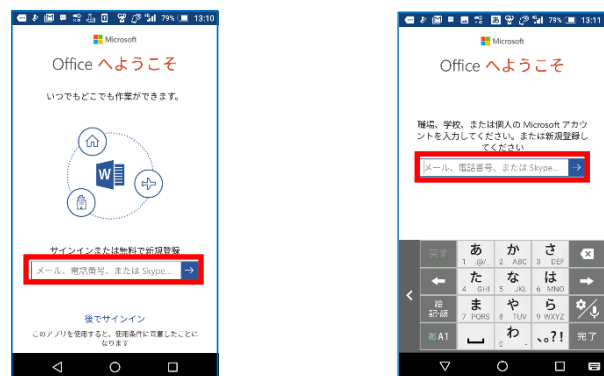 79% 13:10
Microsoft
Office へようこそ
いつでもどこでも作業ができます。
W
サインインまたは無料で新規登録
メール、電話番号、または Skype...
後でサインイン
このアプリを使用すると、使用条件に同意したことに
なります
79% 13:11
Microsoft
Office へようこそ
職場、学校、または個人の Microsoft アカウ
ントを入力してください。または新規登録し
てください
メール、電話番号、または Skype...
戻す あ か さ
1 .@/_ 2 ABC 3 DEF
た な は
4 GHI 5 JKL 6 MNO
絵 ま や ら
記・顔 7 PQRS 8 TUV 9 WXYZ
あA1 わ 、。?! 完了
0